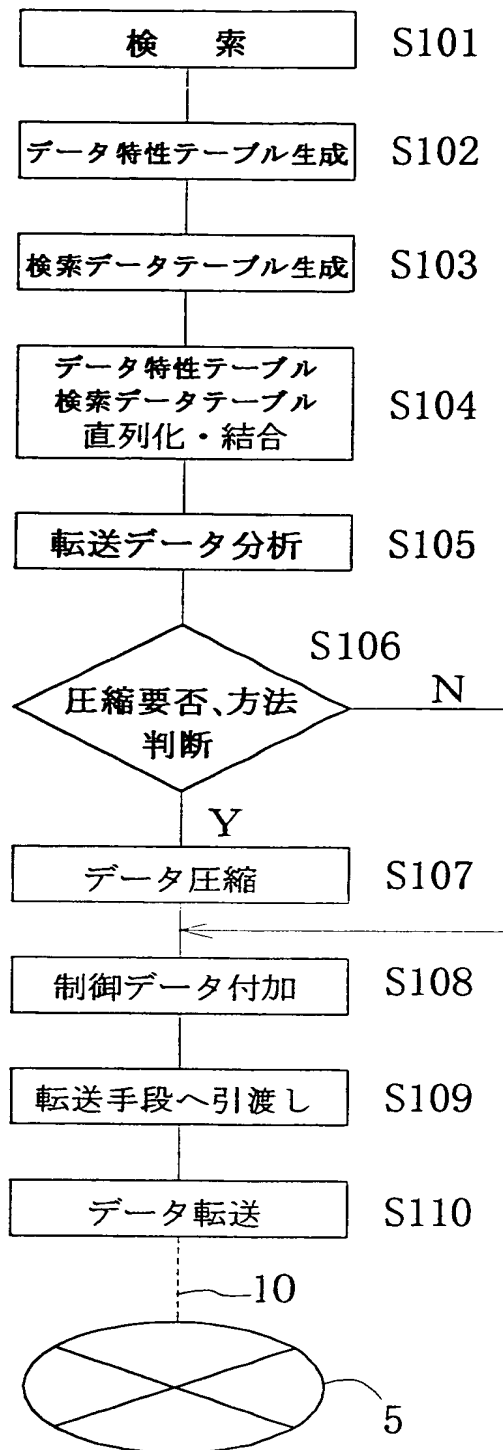 検 索 S101
データ特性テーブル生成 S102
検索データテーブル生成 S103
データ特性テーブル
検索データテーブル
直列化・結合
S104
転送データ分析 S105
S106
圧縮要否、方法
判断
N
Y
データ圧縮 S107
制御データ付加 S108
転送手段へ引渡し S109
データ転送 S110
10
5